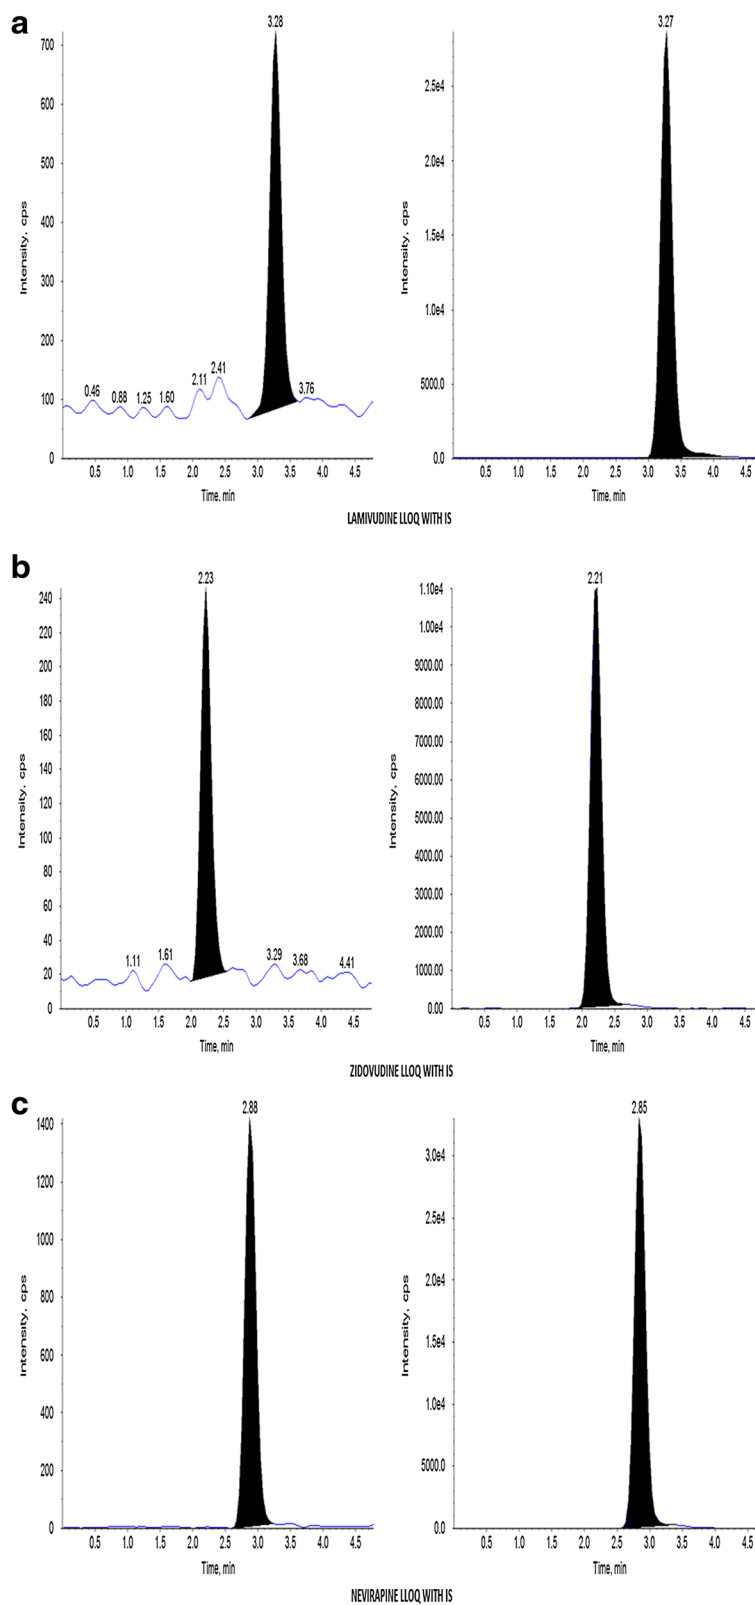 a
3.28
700
600
500
400
300
200
100
0
Intensity, cps
0.46
0.88
1.25
1.60
2.11
2.41
3.76
0.5 1.0 1.5 2.0 2.5 3.0 3.5 4.0 4.5
Time, min
3.27
2.5e4
2.0e4
1.5e4
1.0e4
5000.0
0.0
Intensity, cps
0.5 1.0 1.5 2.0 2.5 3.0 3.5 4.0 4.5
Time, min
LAMIVUDINE LLOQ WITH IS
b
2.23
240
220
200
180
160
140
120
100
80
60
40
20
0
Intensity, cps
1.11
1.61
3.29
3.68
4.41
0.5 1.0 1.5 2.0 2.5 3.0 3.5 4.0 4.5
Time, min
2.21
1.10e4
1.00e4
9000.00
8000.00
7000.00
6000.00
5000.00
4000.00
3000.00
2000.00
1000.00
0.00
Intensity, cps
0.5 1.0 1.5 2.0 2.5 3.0 3.5 4.0 4.5
Time, min
ZIDOVUDINE LLOQ WITH IS
c
2.88
1400
1200
1000
800
600
400
200
0
Intensity, cps
0.5 1.0 1.5 2.0 2.5 3.0 3.5 4.0 4.5
Time, min
2.85
3.0e4
2.5e4
2.0e4
1.5e4
1.0e4
5000.0
0.0
Intensity, cps
0.5 1.0 1.5 2.0 2.5 3.0 3.5 4.0 4.5
Time, min
NEVIRAPINE LLOQ WITH IS